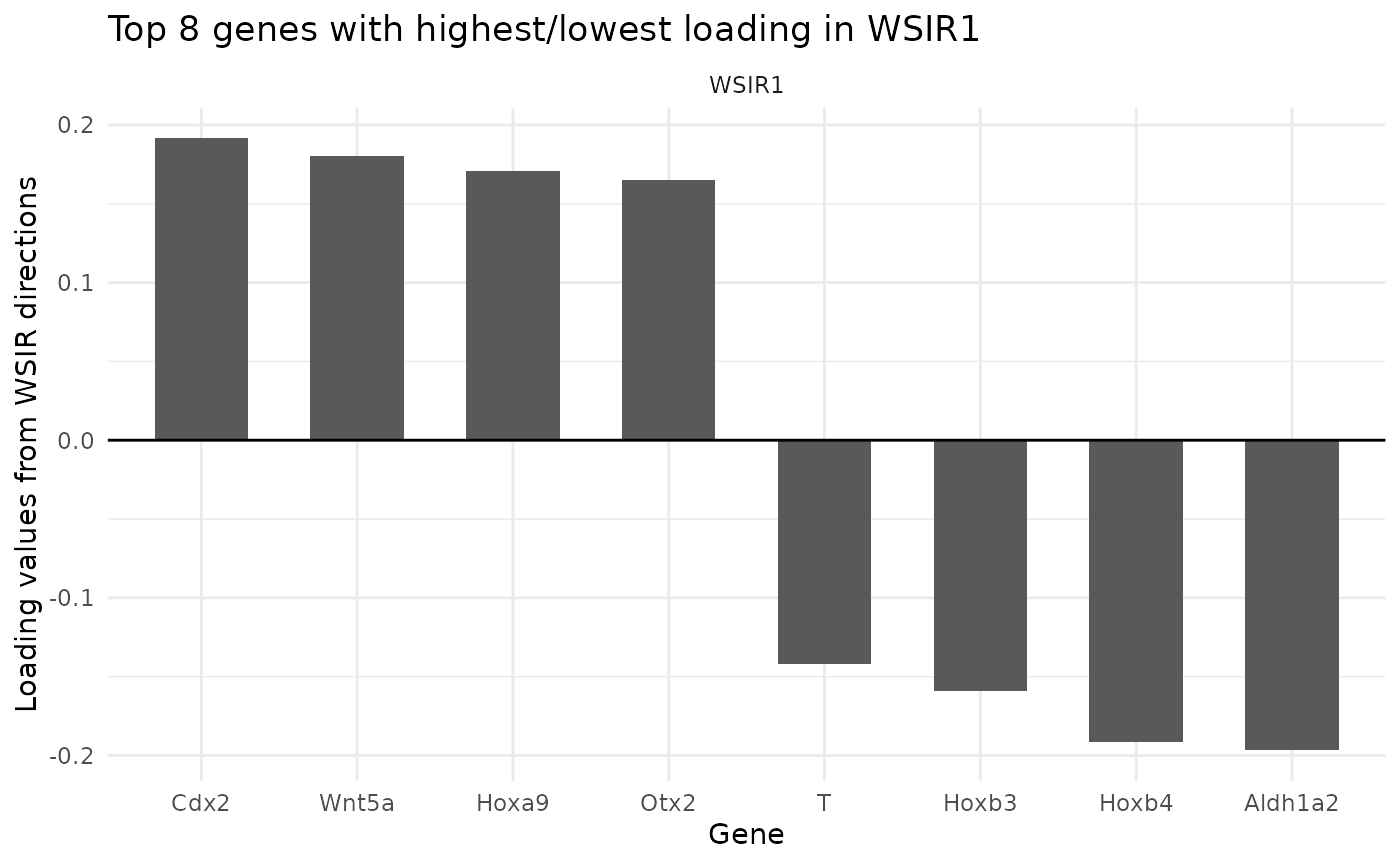 Top 8 genes with highest/lowest loading in WSIR1
WSIR1
Loading values from WSIR directions
0.2
0.1
0.0
-0.1
-0.2
Cdx2 Wnt5a Hoxa9 Otx2 T Hoxb3 Hoxb4 Aldh1a2
Gene